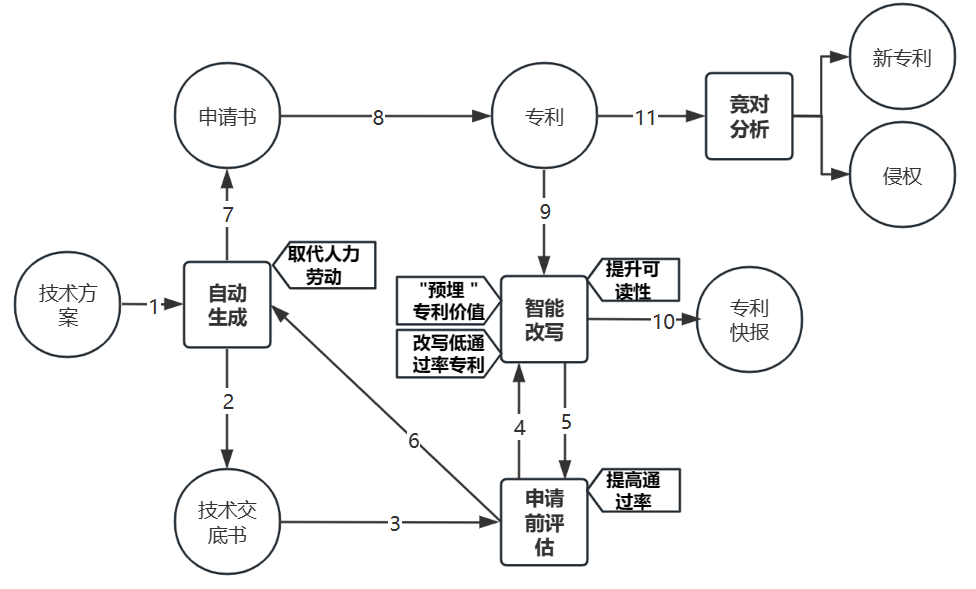 新专利
申请书
8
专利
11
竞对
分析
侵权
7
9
取代人力
劳动
技术方
案
1
自动
生成
"预埋＂
专利价值
改写低通
过率专利
智能
改写
提升可
读性
10
专利
快报
2
6
4
5
技术交
底书
3
申请
前评
估
提高通
过率